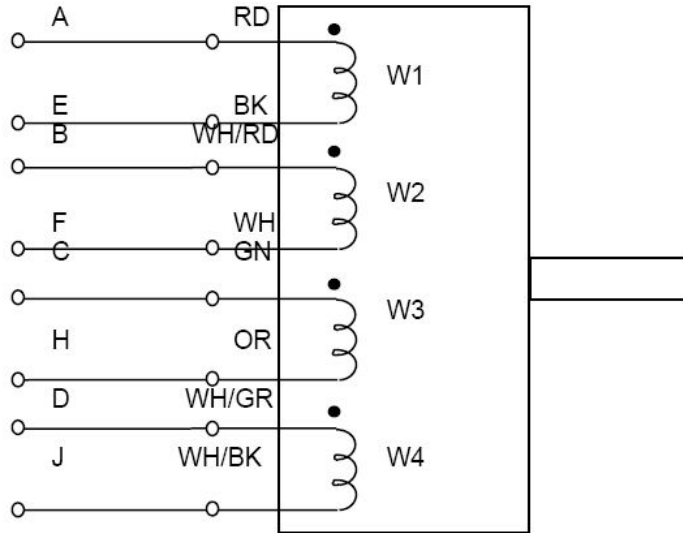 A RD
W1
E BK
B WH/RD
W2
F WH
C GN
W3
H OR
D WH/GR
J WH/BK W4